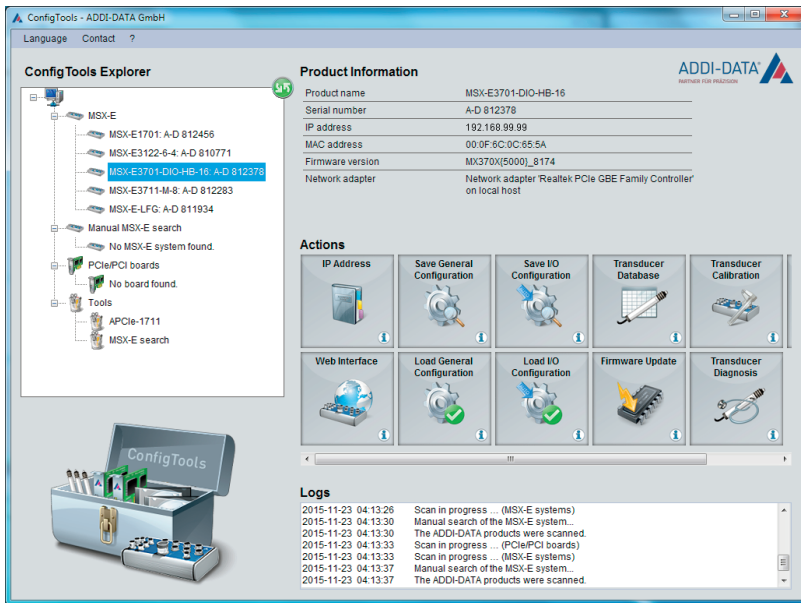 ConfigTools - ADDI-DATA GmbH
Language Contact ?
ConfigTools Explorer
MSX-E
MSX-E1701: A-D 812456
MSX-E3122-6-4: A-D 810771
MSX-E3701-DIO-HB-16: A-D 812378
MSX-E3711-M-8: A-D 812283
MSX-E-LFG: A-D 811934
Manual MSX-E search
No MSX-E system found.
PCIe/PCI boards
No board found.
Tools
APCIe-1711
MSX-E search
ConfigTools
Product Information
ADDI-DATA®
PARTNER FOR PRÄZISION
Product name MSX-E3701-DIO-HB-16
Serial number A-D 812378
IP address 192.168.99.99
MAC address 00:0F:6C:0C:65:5A
Firmware version MX370X{5000}_8174
Network adapter Network adapter 'Realtek PCIe GBE Family Controller'
on local host
Actions
IP Address
Save General
Configuration
Save I/O
Configuration
Transducer
Database
Transducer
Calibration
Web Interface
Load General
Configuration
Load I/O
Configuration
Firmware Update
Transducer
Diagnosis
Logs
2015-11-23 04:13:26 Scan in progress ... (MSX-E systems)
2015-11-23 04:13:30 Manual search of the MSX-E system...
2015-11-23 04:13:30 The ADDI-DATA products were scanned.
2015-11-23 04:13:33 Scan in progress ... (PCIe/PCI boards)
2015-11-23 04:13:33 Scan in progress ... (MSX-E systems)
2015-11-23 04:13:37 Manual search of the MSX-E system...
2015-11-23 04:13:37 The ADDI-DATA products were scanned.